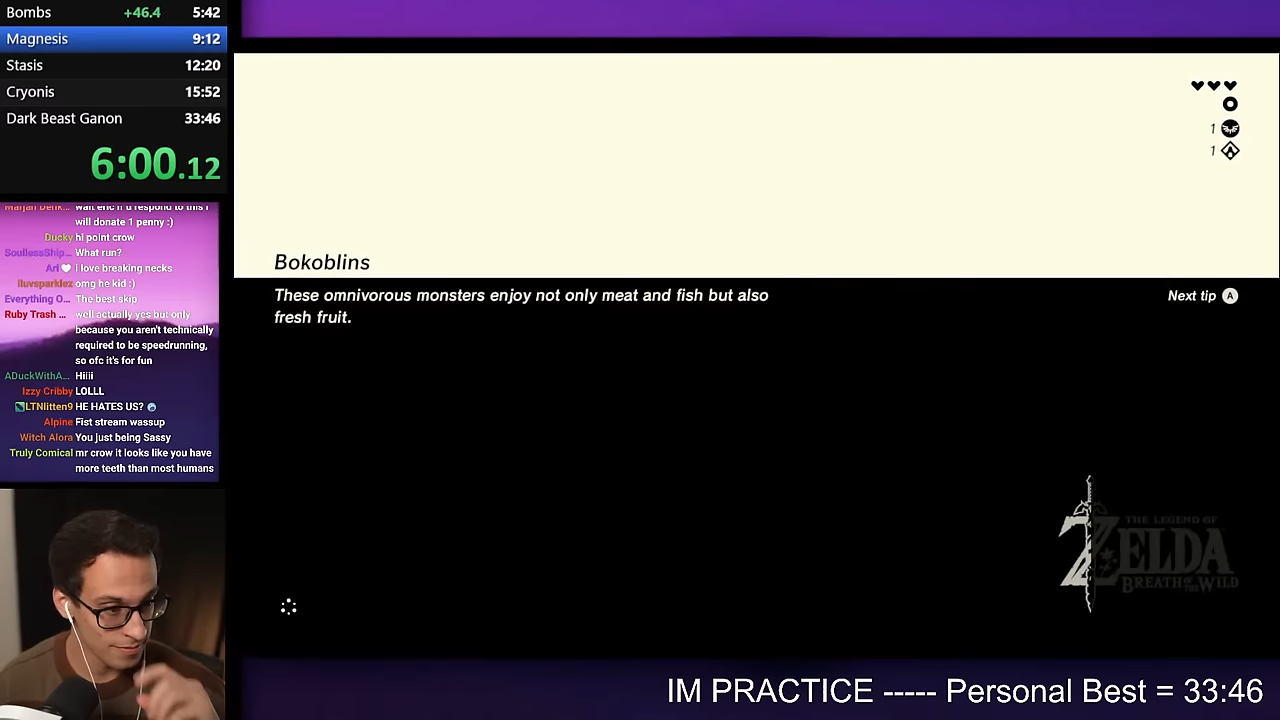 Bombs +46.4 5:42
Magnesis 9:12
Stasis 12:20
Cryonis 15:52
Dark Beast Ganon 33:46
6:00.12
will donate 1 penny :)
Ducky hi point crow
SoullessShip... What run?
Ari I love breaking necks
iluvsparklez omg he kid :)
Everything O... The best skip
Ruby Trash ... well actually yes but only
because you aren't technically
required to be speedrunning,
so ofc it's for fun
ADuckWithA... Hiiii
Izzy Cribby LOLLL
LTNlitten9 HE HATES US?
Alpine Fist stream wassup
Witch Alora You just being Sassy
Truly Comical mr crow it looks like you have
more teeth than most humans
1
1
Bokoblins
These omnivorous monsters enjoy not only meat and fish but also
fresh fruit.
Next tip A
THE LEGEND OF
ZELDA
BREATH OF THE WILD
IM PRACTICE ----- Personal Best = 33:46